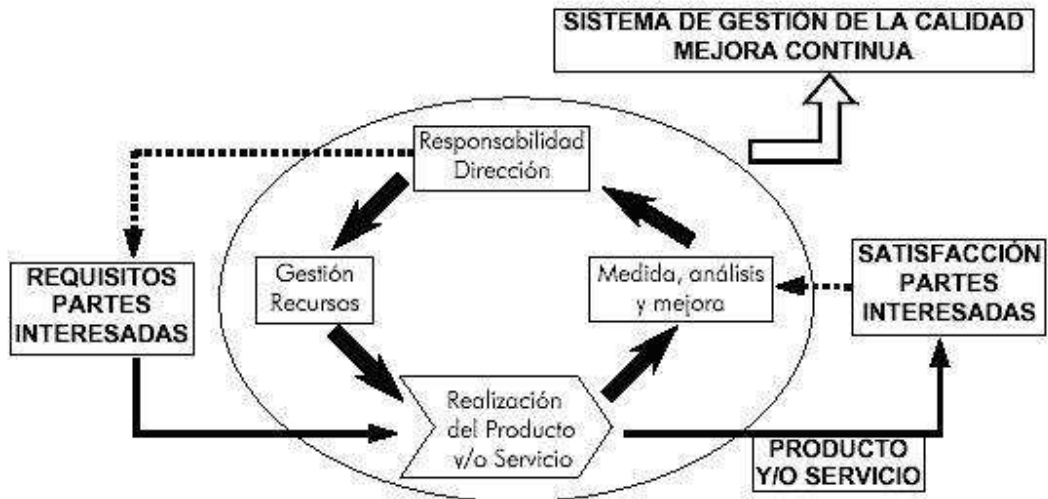 SISTEMA DE GESTIÓN DE LA CALIDAD
MEJORA CONTINUA
Responsabilidad
Dirección
REQUISITOS
PARTES
INTERESADAS
Gestión
Recursos
Medida, análisis
y mejora
SATISFACCIÓN
PARTES
INTERESADAS
Realización
del Producto
y/o Servicio
PRODUCTO
Y/O SERVICIO